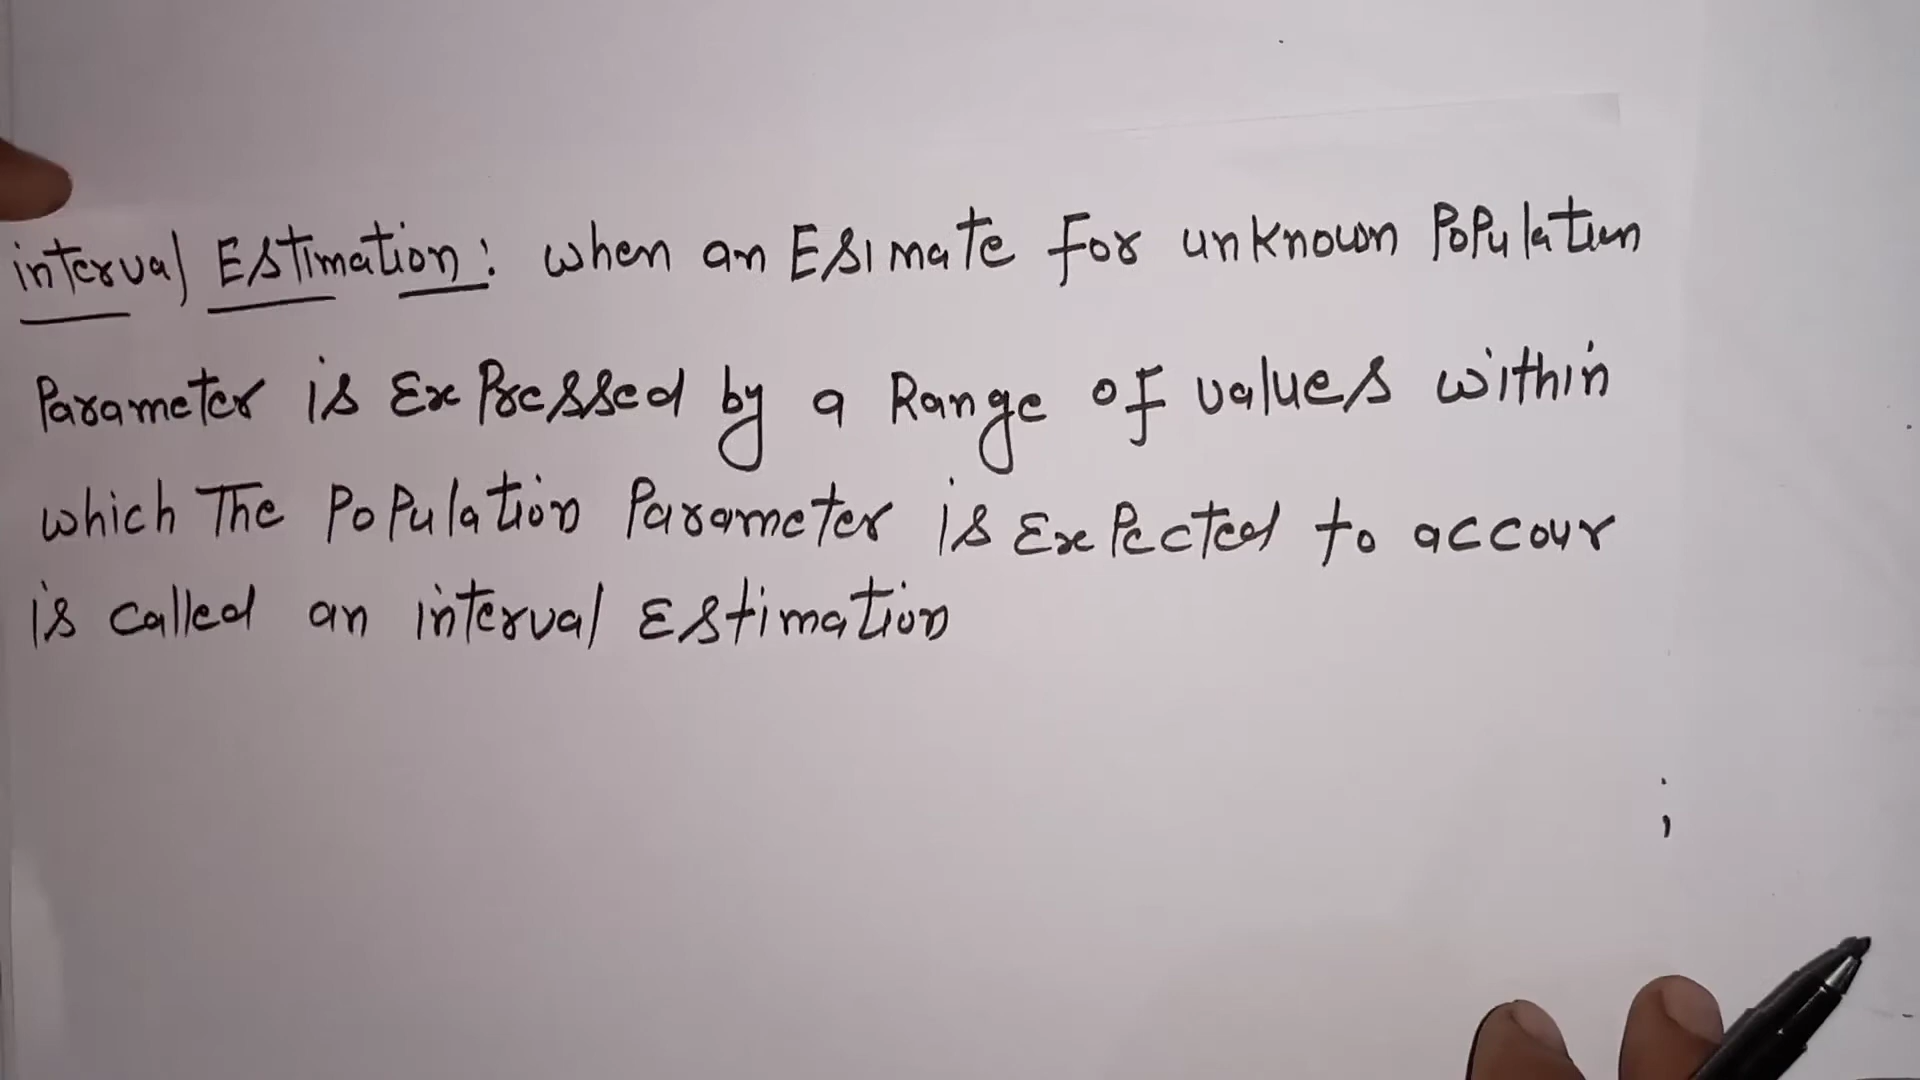 interval Estimation: when an Esimate for unknown Population
Parameter is Expressed by a Range of values within
which The Population Parameter is Expected to accour
is called an interval Estimation